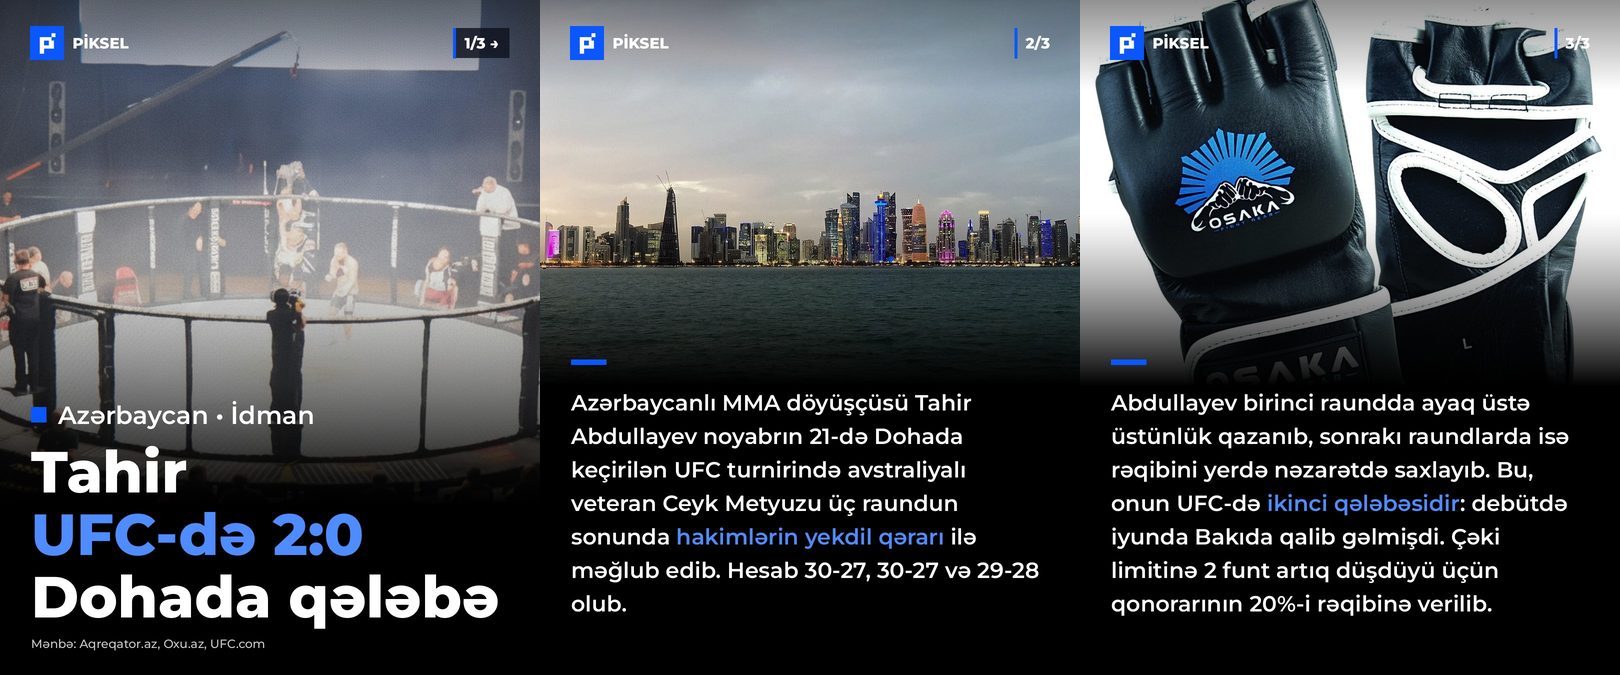 PİKSEL
1/3 →
Azərbaycan • İdman
Tahir
UFC-də 2:0
Dohada qələbə
Mənbə: Aqreqator.az, Oxu.az, UFC.com
PİKSEL
2/3
Azərbaycanlı MMA döyüşçüsü Tahir
Abdullayev noyabrın 21-də Dohada
keçirilən UFC turnirində avstraliyalı
veteran Ceyk Metyuzu üç raundun
sonunda hakimlərin yekdil qərarı ilə
məğlub edib. Hesab 30-27, 30-27 və 29-28
olub.
PİKSEL
3/3
OSAKA
L
OSAKA
Abdullayev birinci raundda ayaq üstə
üstünlük qazanıb, sonrakı raundlarda isə
rəqibini yerdə nəzarətdə saxlayıb. Bu,
onun UFC-də ikinci qələbəsidir: debütdə
iyunda Bakıda qalib gəlmişdi. Çəki
limitinə 2 funt artıq düşdüyü üçün
qonorarının 20%-i rəqibinə verilib.